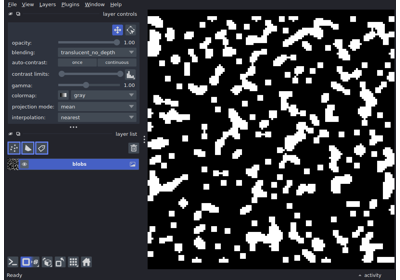 File View Layers Plugins Window Help
layer controls
opacity: 1.00
blending: translucent_no_depth
auto-contrast: once continuous
contrast limits:
gamma: 1.00
colormap: gray
projection mode: mean
interpolation: nearest
layer list
blobs
Ready
activity